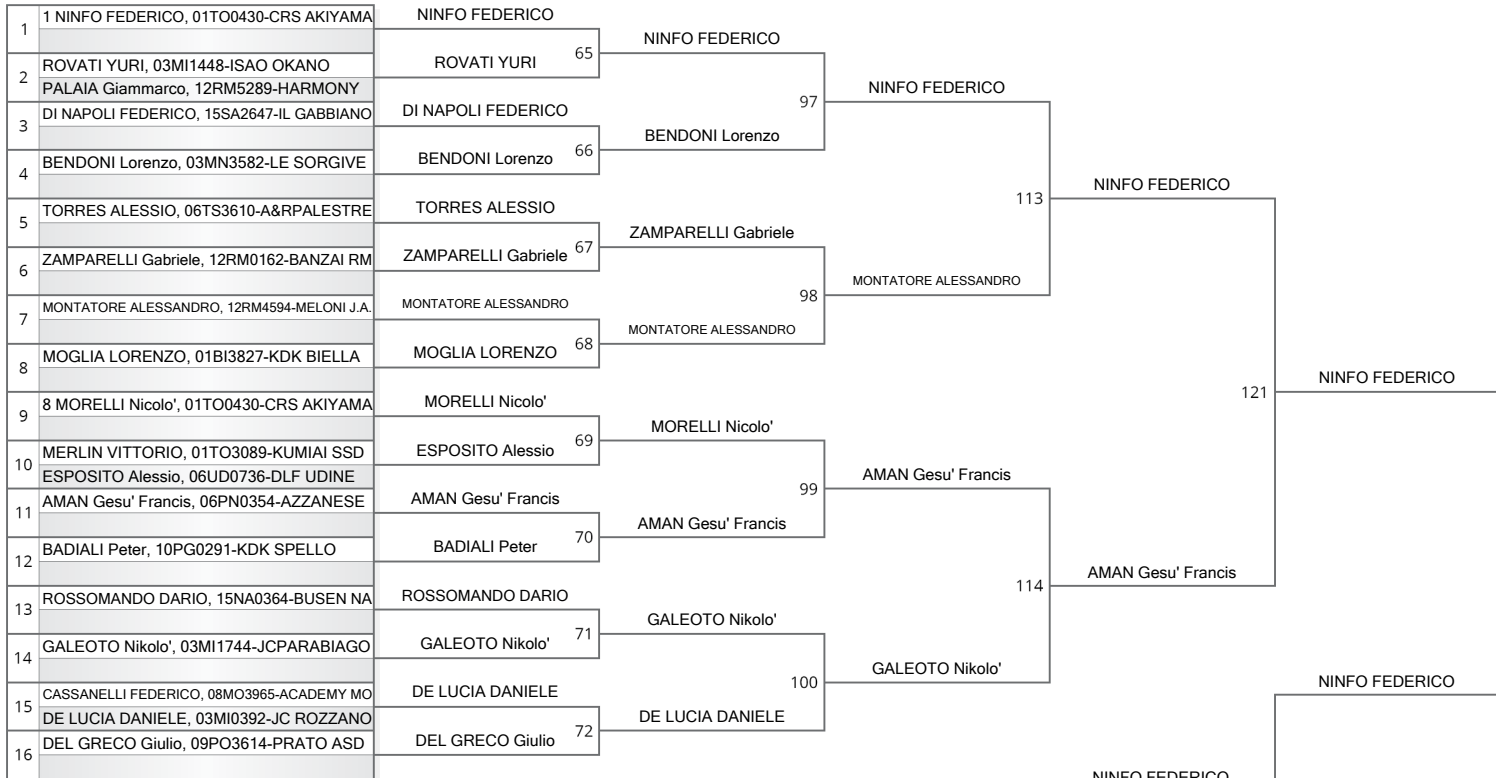 1
1 NINFO FEDERICO, 01TO0430-CRS AKIYAMA
2
ROVATI YURI, 03MI1448-ISAO OKANO
PALAIA Giammarco, 12RM5289-HARMONY
3
DI NAPOLI FEDERICO, 15SA2647-IL GABBIANO
4
BENDONI Lorenzo, 03MN3582-LE SORGIVE
5
TORRES ALESSIO, 06TS3610-A&RPALESTRE
6
ZAMPARELLI Gabriele, 12RM0162-BANZAI RM
7
MONTATORE ALESSANDRO, 12RM4594-MELONI J.A.
8
MOGLIA LORENZO, 01BI3827-KDK BIELLA
9
8 MORELLI Nicolo', 01TO0430-CRS AKIYAMA
10
MERLIN VITTORIO, 01TO3089-KUMIAI SSD
ESPOSITO Alessio, 06UD0736-DLF UDINE
11
AMAN Gesu' Francis, 06PN0354-AZZANESE
12
BADIALI Peter, 10PG0291-KDK SPELLO
13
ROSSOMANDO DARIO, 15NA0364-BUSEN NA
14
GALEOTO Nikolo', 03MI1744-JCPARABIAGO
15
CASSANELLI FEDERICO, 08MO3965-ACADEMY MO
DE LUCIA DANIELE, 03MI0392-JC ROZZANO
16
DEL GRECO Giulio, 09PO3614-PRATO ASD
NINFO FEDERICO
65
ROVATI YURI
DI NAPOLI FEDERICO
66
BENDONI Lorenzo
TORRES ALESSIO
67
ZAMPARELLI Gabriele
MONTATORE ALESSANDRO
68
MOGLIA LORENZO
MORELLI Nicolo'
69
ESPOSITO Alessio
AMAN Gesu' Francis
70
BADIALI Peter
ROSSOMANDO DARIO
71
GALEOTO Nikolo'
DE LUCIA DANIELE
72
DEL GRECO Giulio
NINFO FEDERICO
97
BENDONI Lorenzo
ZAMPARELLI Gabriele
98
MONTATORE ALESSANDRO
MORELLI Nicolo'
99
AMAN Gesu' Francis
GALEOTO Nikolo'
100
DE LUCIA DANIELE
NINFO FEDERICO
113
MONTATORE ALESSANDRO
AMAN Gesu' Francis
114
GALEOTO Nikolo'
NINFO FEDERICO
121
AMAN Gesu' Francis
NINFO FEDERICO
NINFO FEDERICO
NINFO FEDERICO